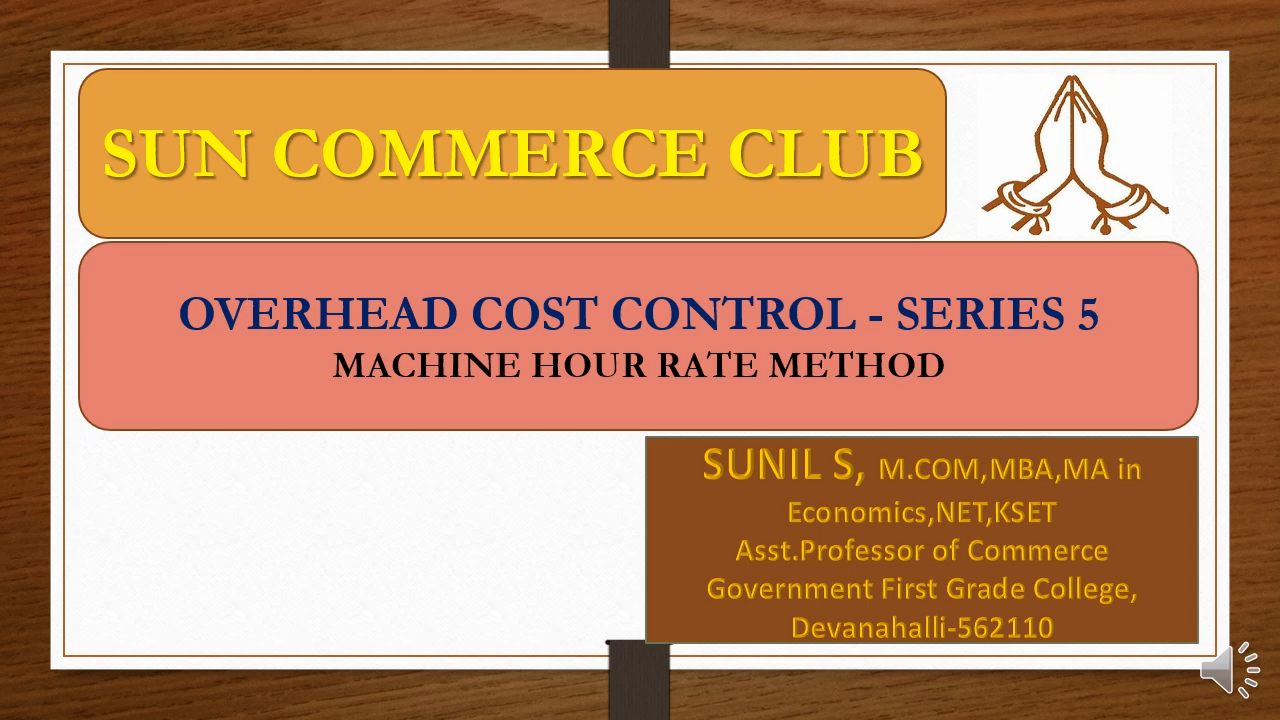 SUN COMMERCE CLUB
OVERHEAD COST CONTROL - SERIES 5
MACHINE HOUR RATE METHOD
SUNIL S, M.COM,MBA,MA in
Economics,NET,KSET
Asst.Professor of Commerce
Government First Grade College,
Devanahalli-562110